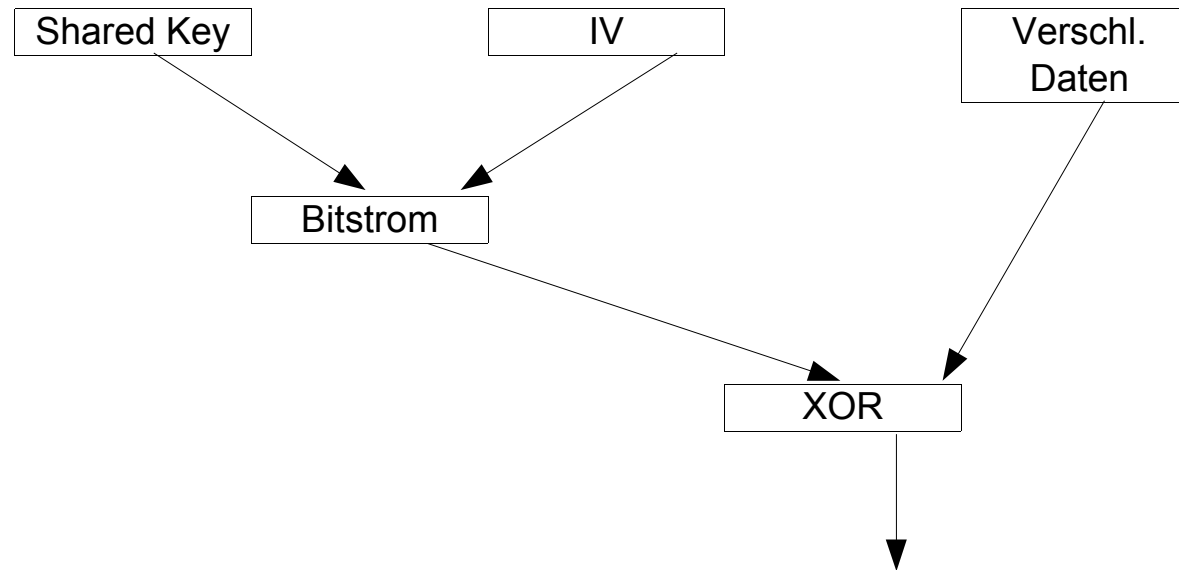 Shared Key
IV
Verschl.
Daten
Bitstrom
XOR